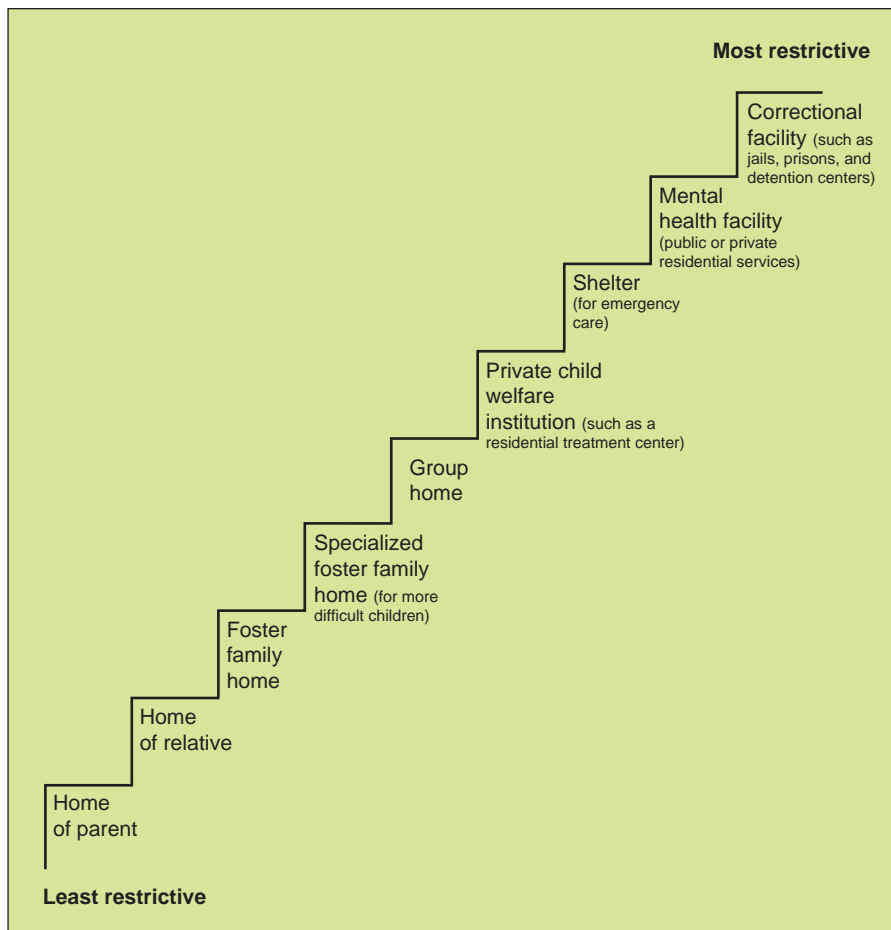 Most restrictive
Correctional
facility (such as
jails, prisons, and
detention centers)
Mental
health facility
(public or private
residential services)
Shelter
(for emergency
care)
Private child
welfare
institution (such as a
residential treatment center)
Group
home
Specialized
foster family
home (for more
difficult children)
Foster
family
home
Home
of relative
Home
of parent
Least restrictive